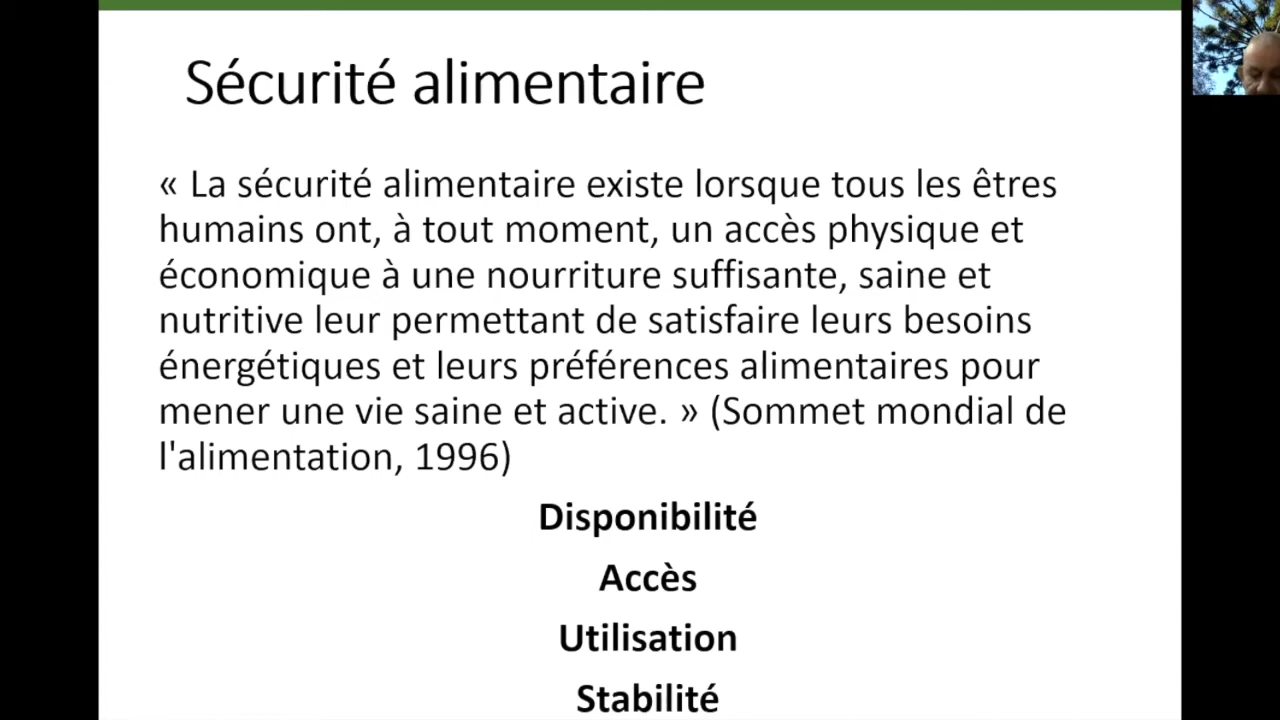 Sécurité alimentaire
« La sécurité alimentaire existe lorsque tous les êtres
humains ont, à tout moment, un accès physique et
économique à une nourriture suffisante, saine et
nutritive leur permettant de satisfaire leurs besoins
énergétiques et leurs préférences alimentaires pour
mener une vie saine et active. » (Sommet mondial de
l'alimentation, 1996)
Disponibilité
Accès
Utilisation
Stabilité